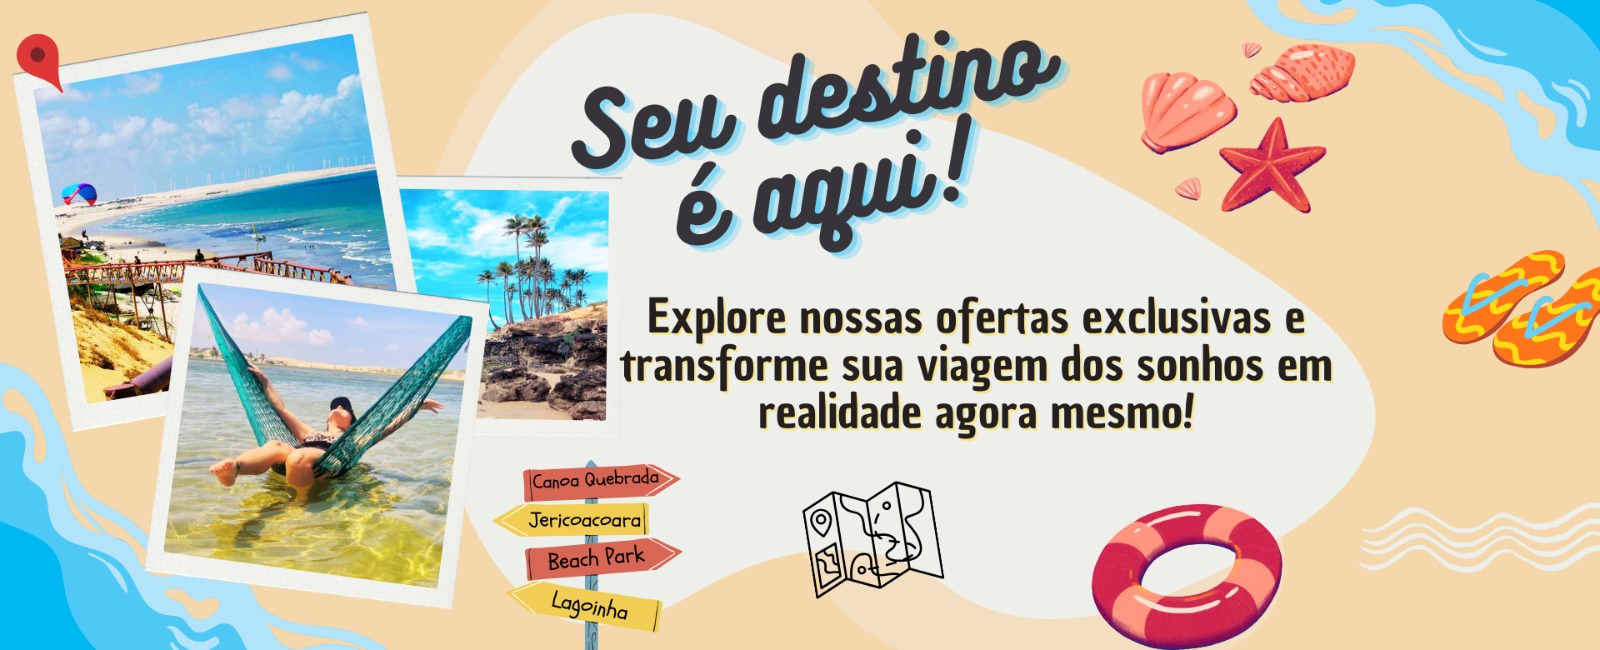 Seu destino
é aqui!
Explore nossas ofertas exclusivas e
transforme sua viagem dos sonhos em
realidade agora mesmo!
Canoa Quebrada
Jericoacoara
Beach Park
Lagoinha